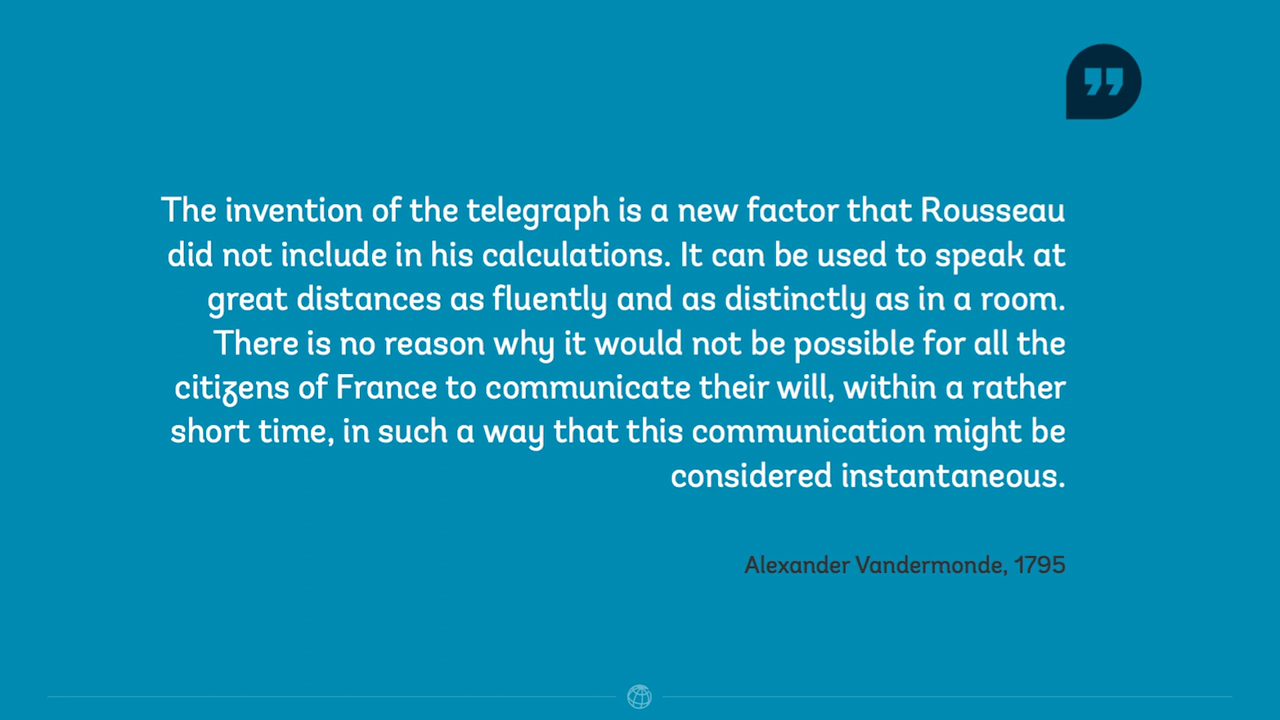 The invention of the telegraph is a new factor that Rousseau
did not include in his calculations. It can be used to speak at
great distances as fluently and as distinctly as in a room.
There is no reason why it would not be possible for all the
citizens of France to communicate their will, within a rather
short time, in such a way that this communication might be
considered instantaneous.
Alexander Vandermonde, 1795